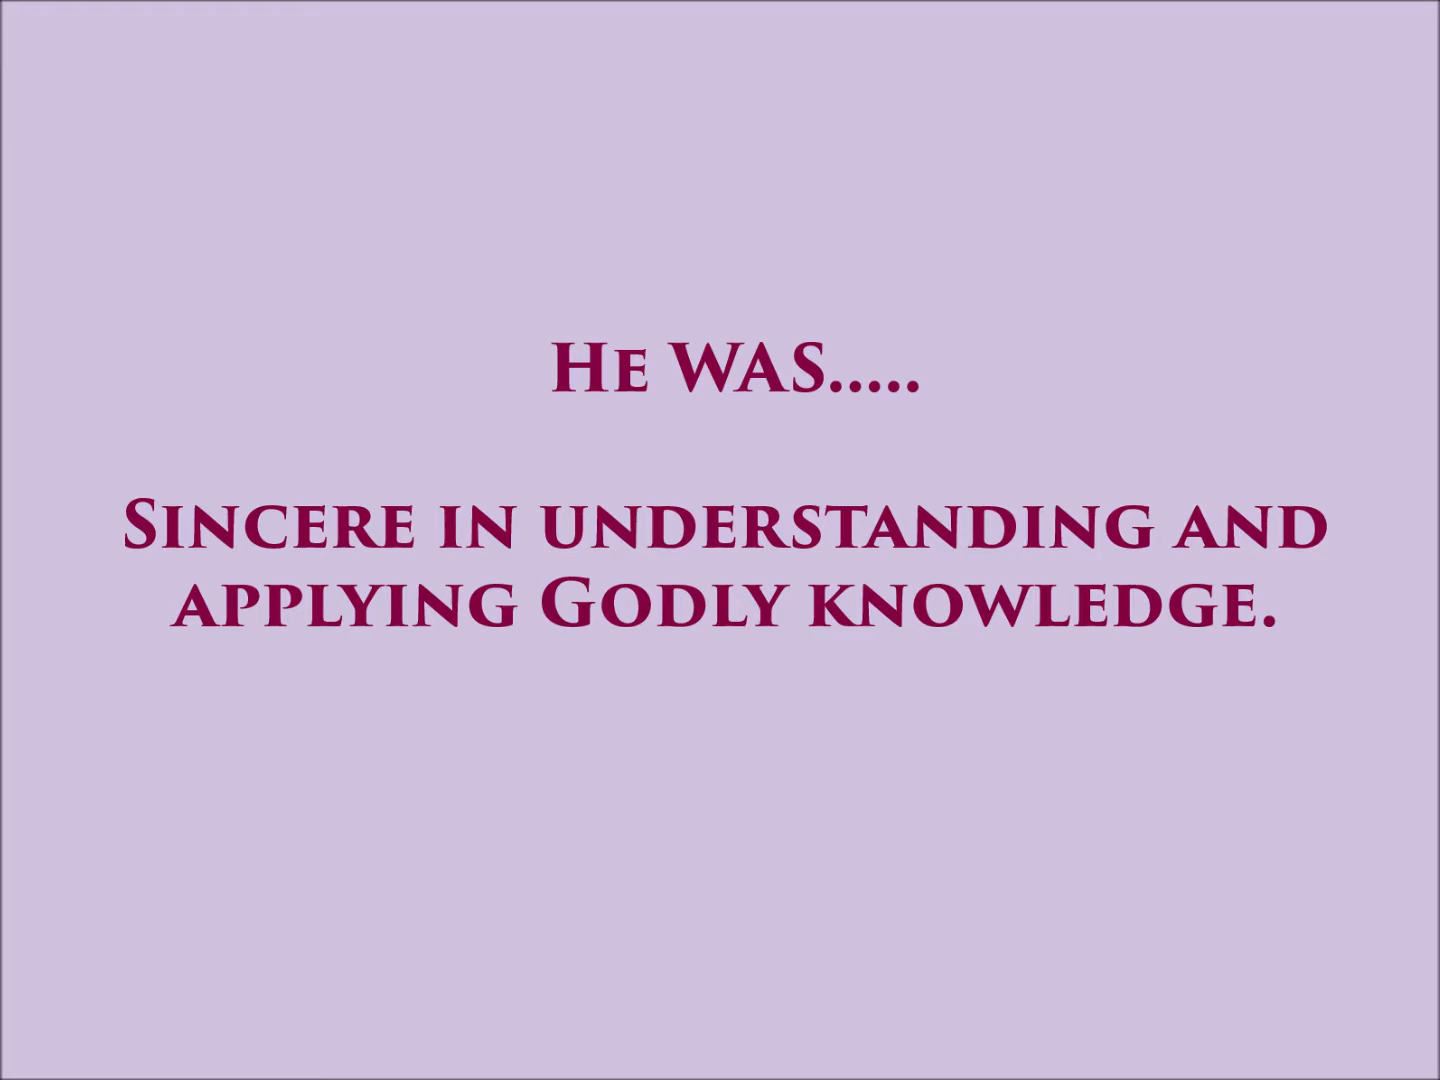 He was.....
Sincere in understanding and
applying Godly knowledge.